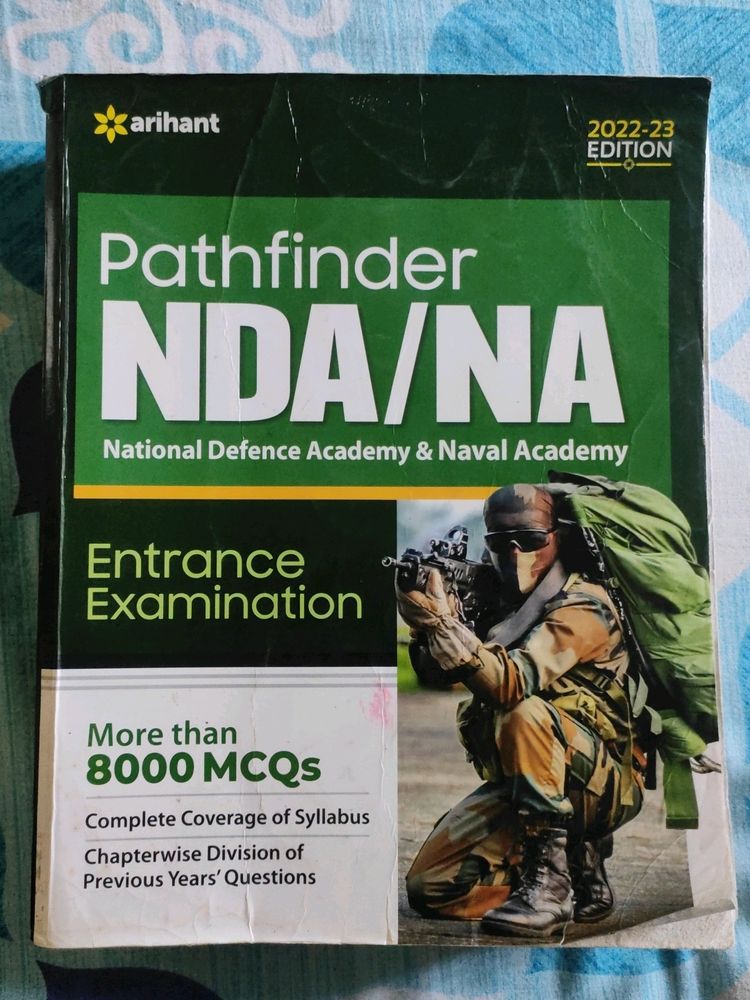 arihant
2022-23
EDITION
Pathfinder
NDA/NA
National Defence Academy & Naval Academy
Entrance
Examination
More than
8000 MCQs
Complete Coverage of Syllabus
Chapterwise Division of
Previous Years' Questions